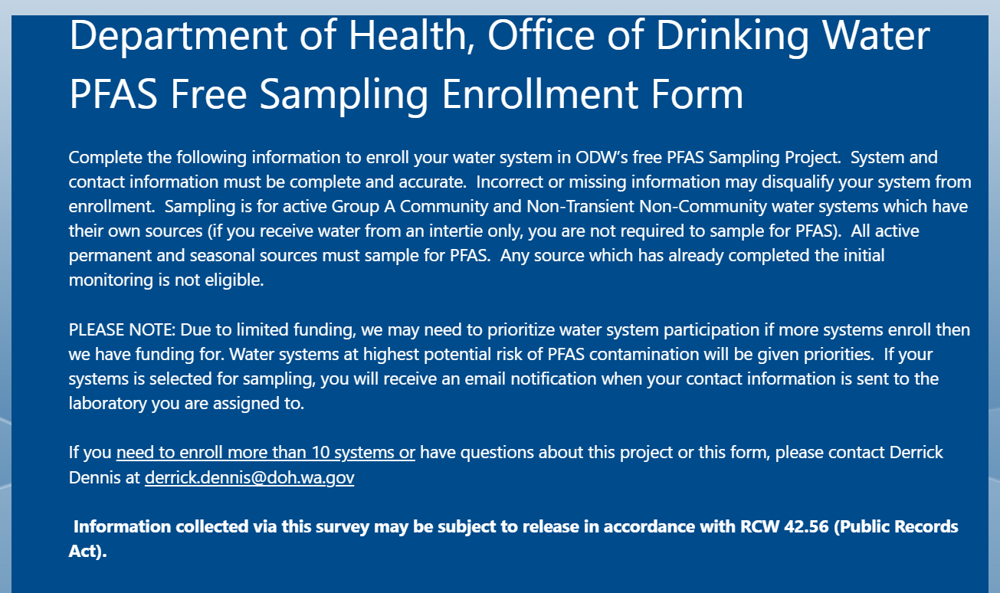 Department of Health, Office of Drinking Water
PFAS Free Sampling Enrollment Form
Complete the following information to enroll your water system in ODW’s free PFAS Sampling Project.  System and
contact information must be complete and accurate.  Incorrect or missing information may disqualify your system from
enrollment.  Sampling is for active Group A Community and Non-Transient Non-Community water systems which have
their own sources (if you receive water from an intertie only, you are not required to sample for PFAS).  All active
permanent and seasonal sources must sample for PFAS.  Any source which has already completed the initial
monitoring is not eligible.
PLEASE NOTE: Due to limited funding, we may need to prioritize water system participation if more systems enroll then
we have funding for. Water systems at highest potential risk of PFAS contamination will be given priorities.  If your
systems is selected for sampling, you will receive an email notification when your contact information is sent to the
laboratory you are assigned to.
If you need to enroll more than 10 systems or have questions about this project or this form, please contact Derrick
Dennis at derrick.dennis@doh.wa.gov
Information collected via this survey may be subject to release in accordance with RCW 42.56 (Public Records
Act).